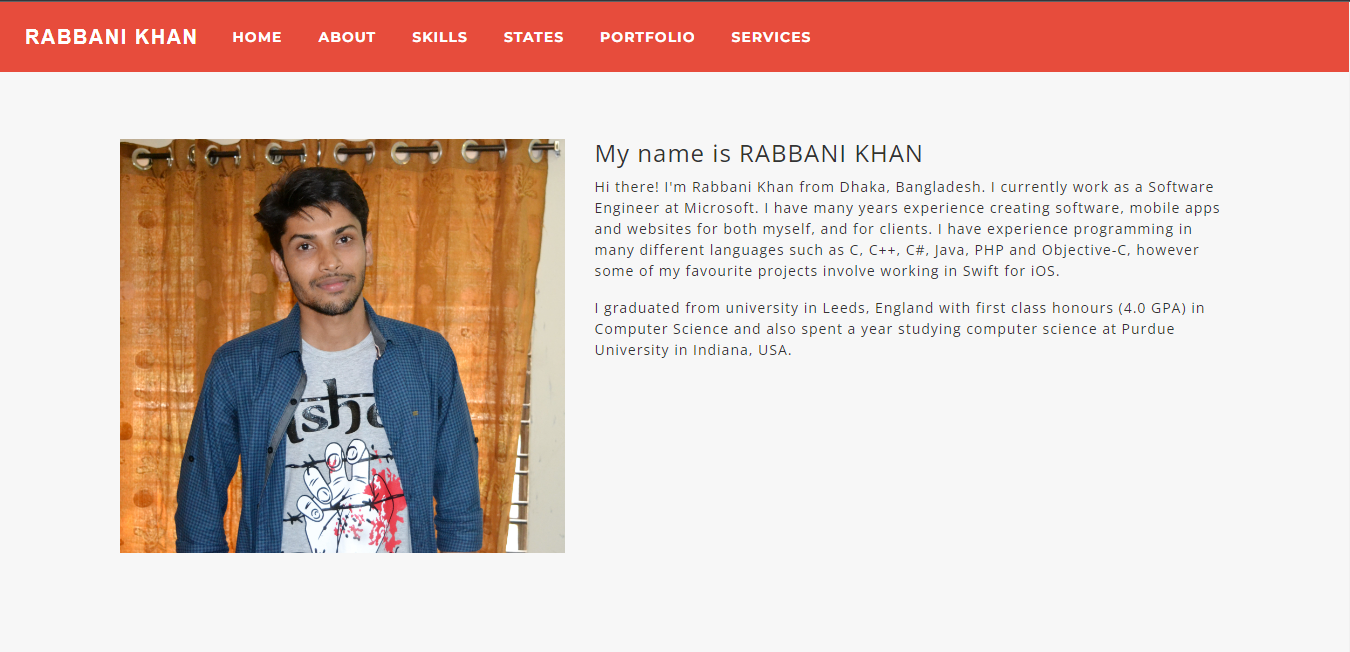 RABBANI KHAN HOME ABOUT SKILLS STATES PORTFOLIO SERVICES
My name is RABBANI KHAN
Hi there! I'm Rabbani Khan from Dhaka, Bangladesh. I currently work as a Software
Engineer at Microsoft. I have many years experience creating software, mobile apps
and websites for both myself, and for clients. I have experience programming in
many different languages such as C, C++, C#, Java, PHP and Objective-C, however
some of my favourite projects involve working in Swift for iOS.
I graduated from university in Leeds, England with first class honours (4.0 GPA) in
Computer Science and also spent a year studying computer science at Purdue
University in Indiana, USA.